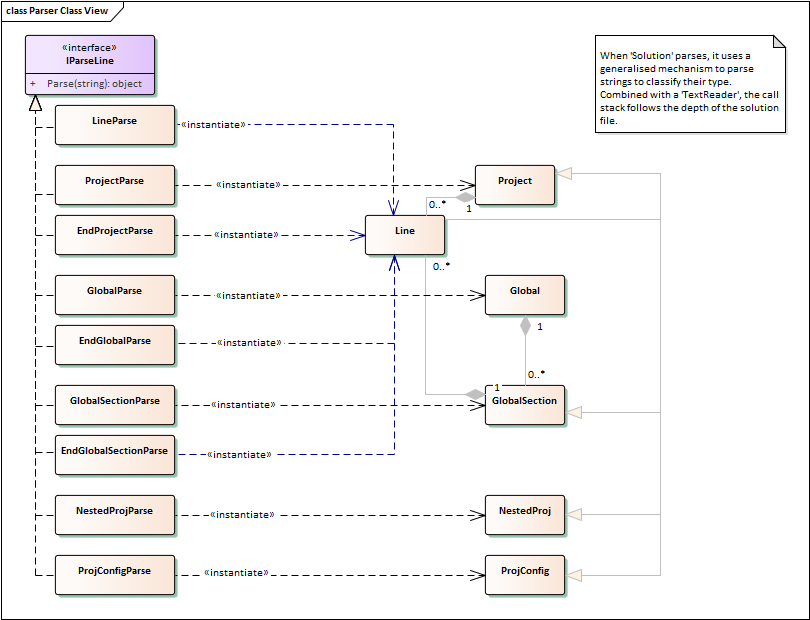 class Parser Class View
«interface»
IParseLine
+ Parse(string): object
When 'Solution' parses, it uses a
generalised mechanism to parse
strings to classify their type.
Combined with a 'TextReader', the call
stack follows the depth of the solution
file.
LineParse
«instantiate»
ProjectParse
«instantiate»
Project
0..*
1
EndProjectParse
«instantiate»
Line
0..*
GlobalParse
«instantiate»
Global
1
EndGlobalParse
«instantiate»
0..*
1
GlobalSectionParse
«instantiate»
GlobalSection
EndGlobalSectionParse
«instantiate»
NestedProjParse
«instantiate»
NestedProj
ProjConfigParse
«instantiate»
ProjConfig